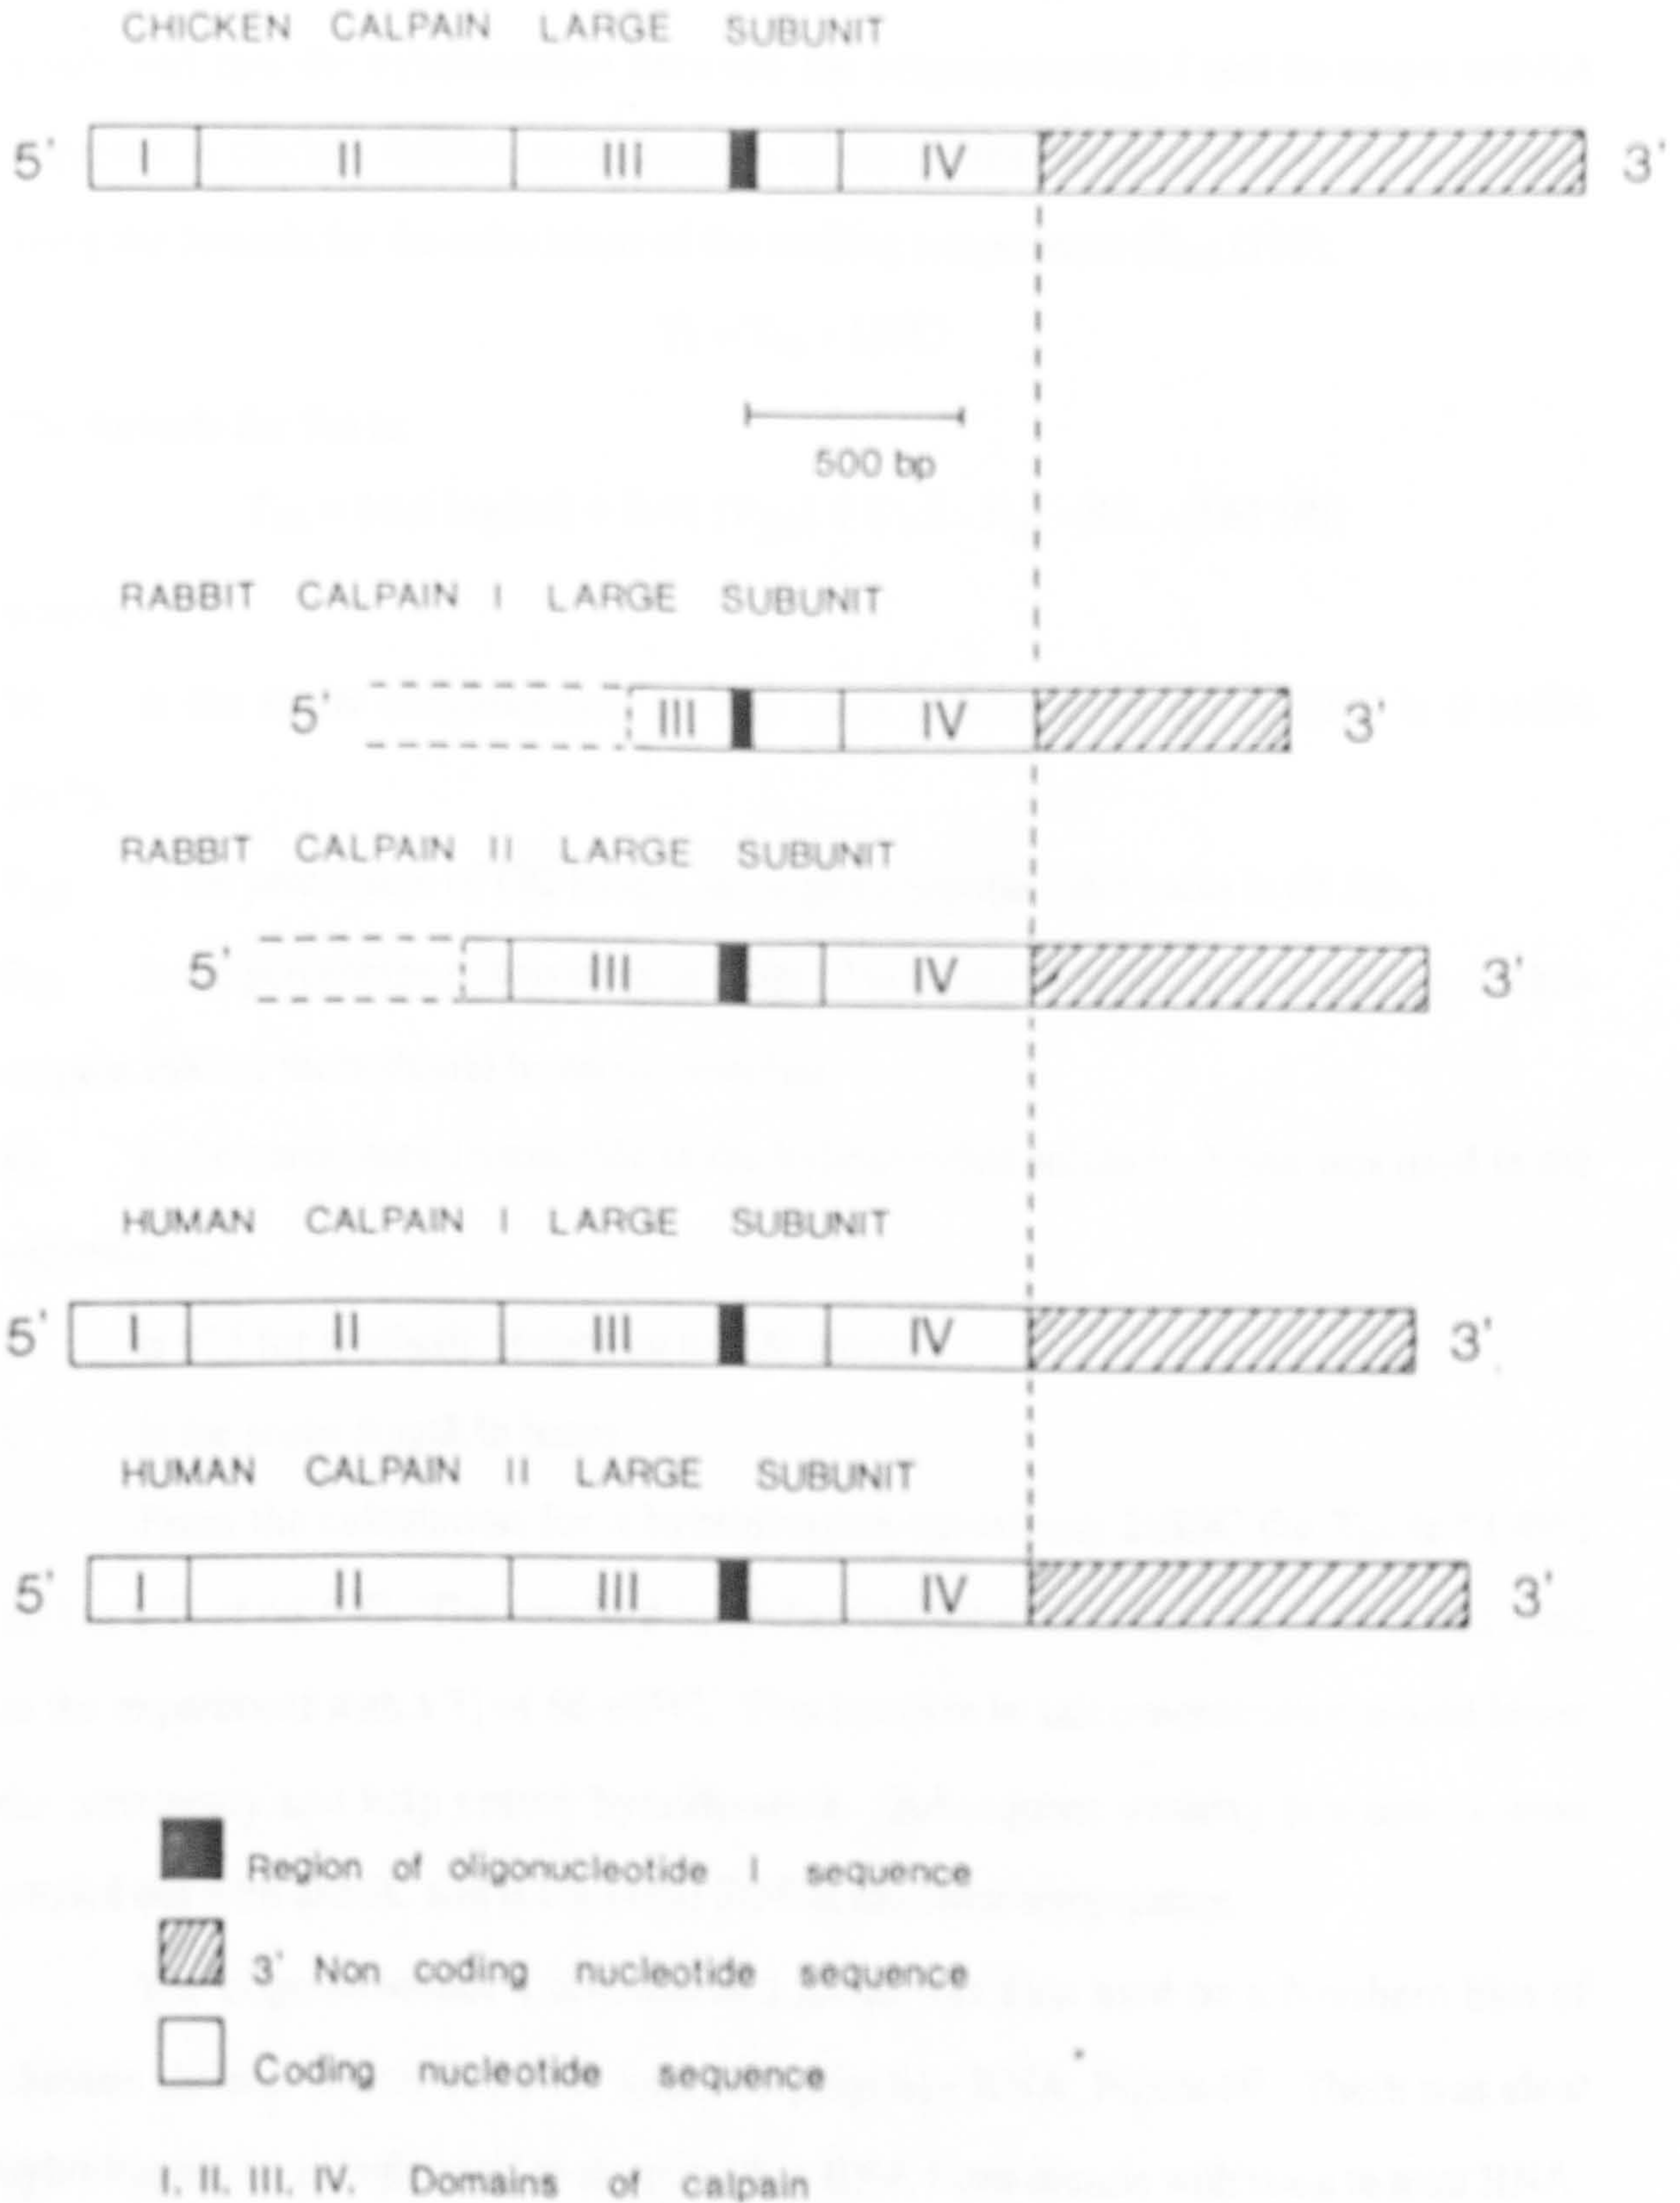 CHICKEN CALPAIN LARGE SUBUNIT
5' I II III IV 3'
500 bp
RABBIT CALPAIN I LARGE SUBUNIT
5' III IV 3'
RABBIT CALPAIN II LARGE SUBUNIT
5' III IV 3'
HUMAN CALPAIN I LARGE SUBUNIT
5' I II III IV 3'
HUMAN CALPAIN II LARGE SUBUNIT
5' I II III IV 3'
Region of oligonucleotide I sequence
3' Non coding nucleotide sequence
Coding nucleotide sequence
I, II, III, IV. Domains of calpain